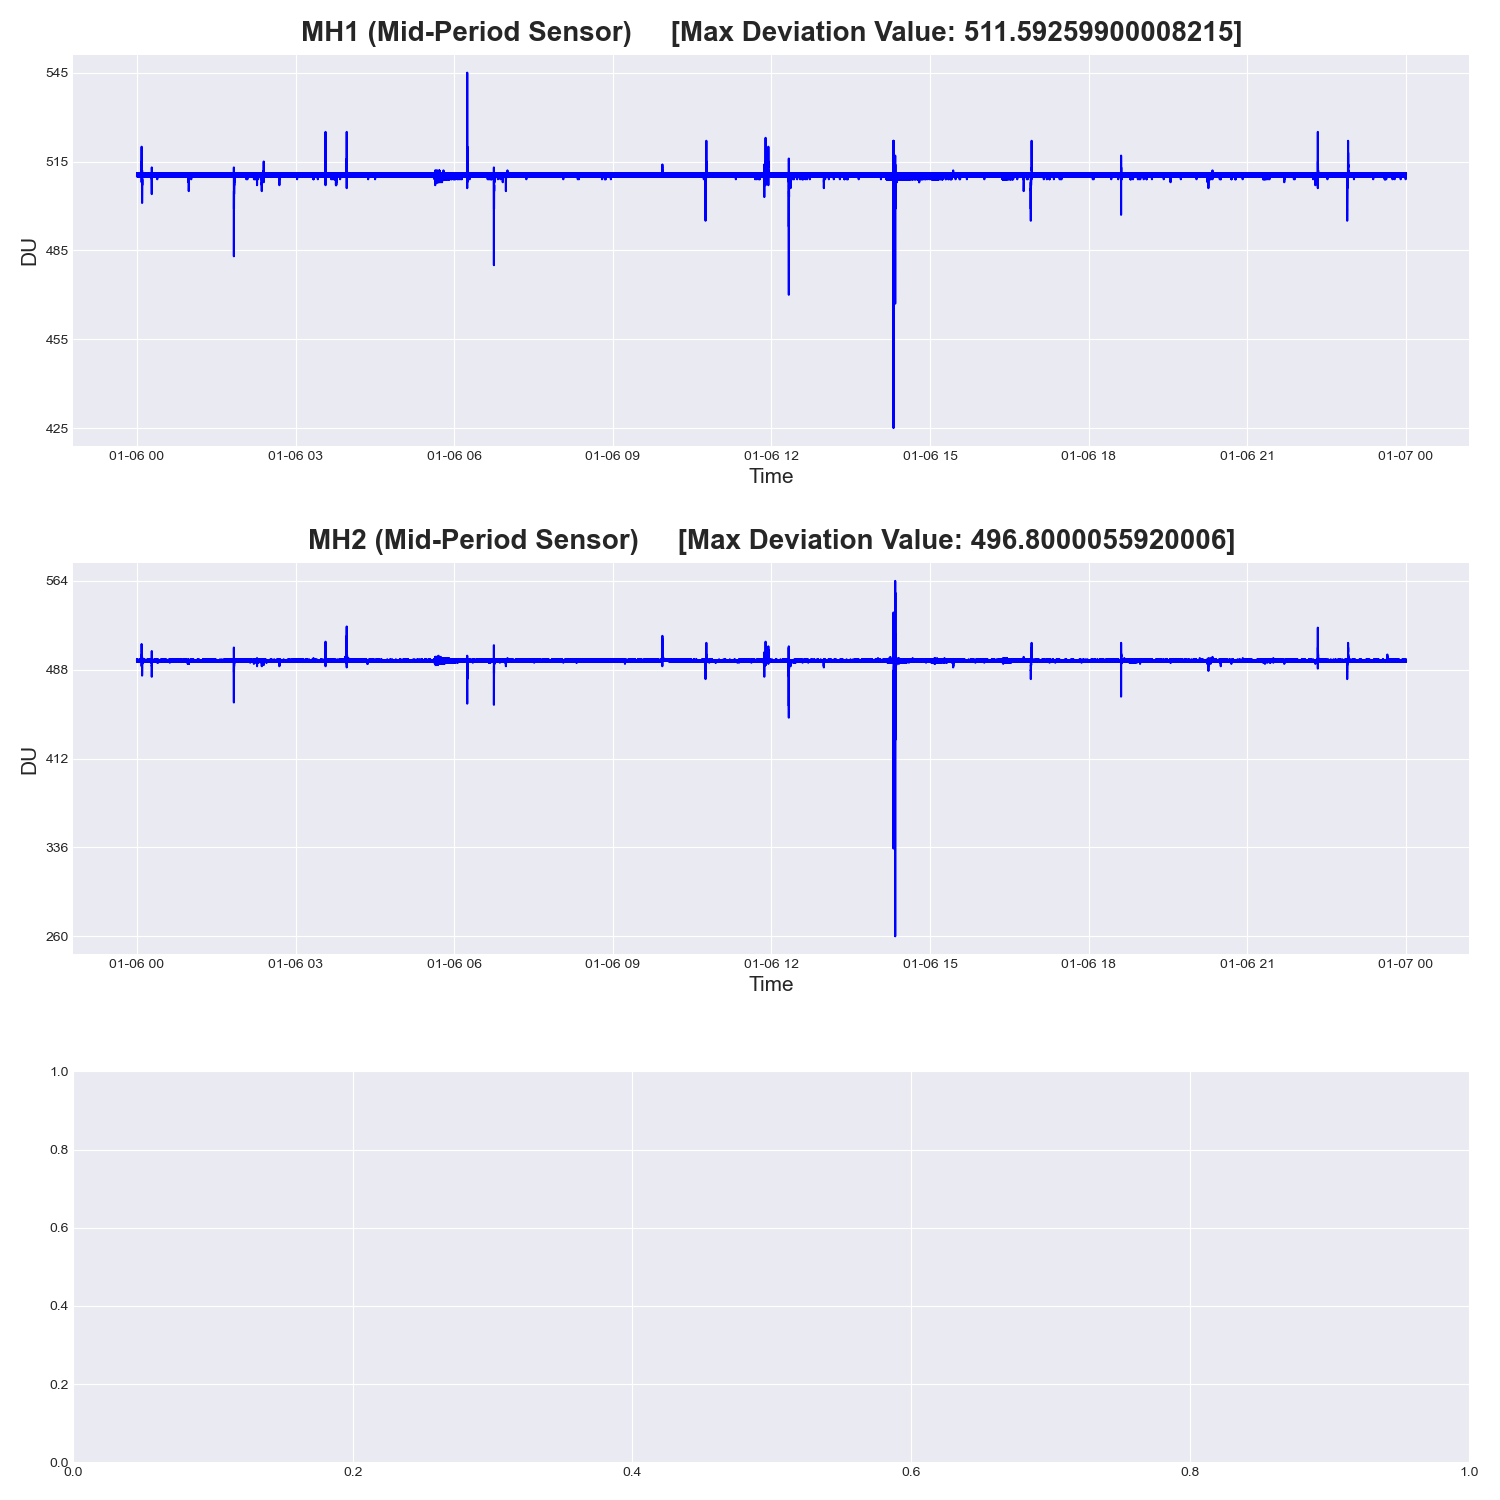 MH1 (Mid-Period Sensor) [Max Deviation Value: 511.59259900008215]
545
515
485
455
425
DU
01-06 00 01-06 03 01-06 06 01-06 09 01-06 12 01-06 15 01-06 18 01-06 21 01-07 00
Time
MH2 (Mid-Period Sensor) [Max Deviation Value: 496.8000055920006]
564
488
412
336
260
DU
01-06 00 01-06 03 01-06 06 01-06 09 01-06 12 01-06 15 01-06 18 01-06 21 01-07 00
Time
1.0
0.8
0.6
0.4
0.2
0.0
0.0 0.2 0.4 0.6 0.8 1.0